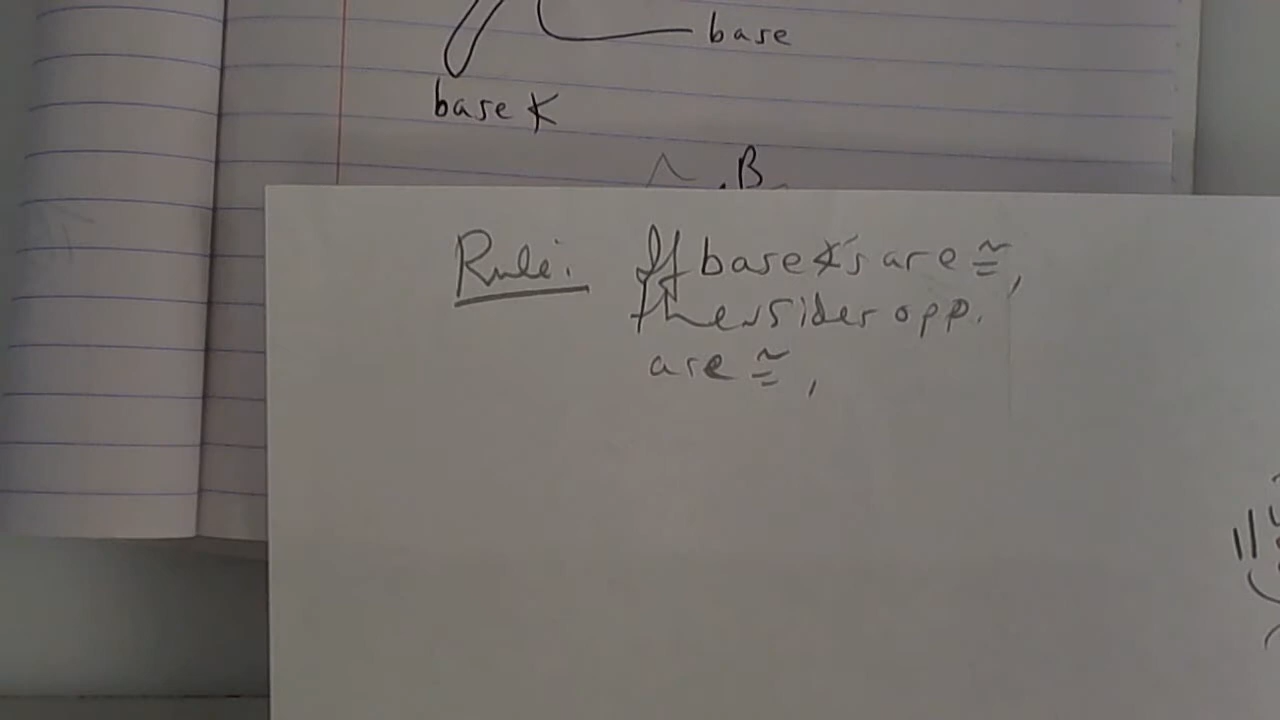 base
base ∡
B
Rule: If base ∡'s are ≅,
then sides opp.
are ≅,